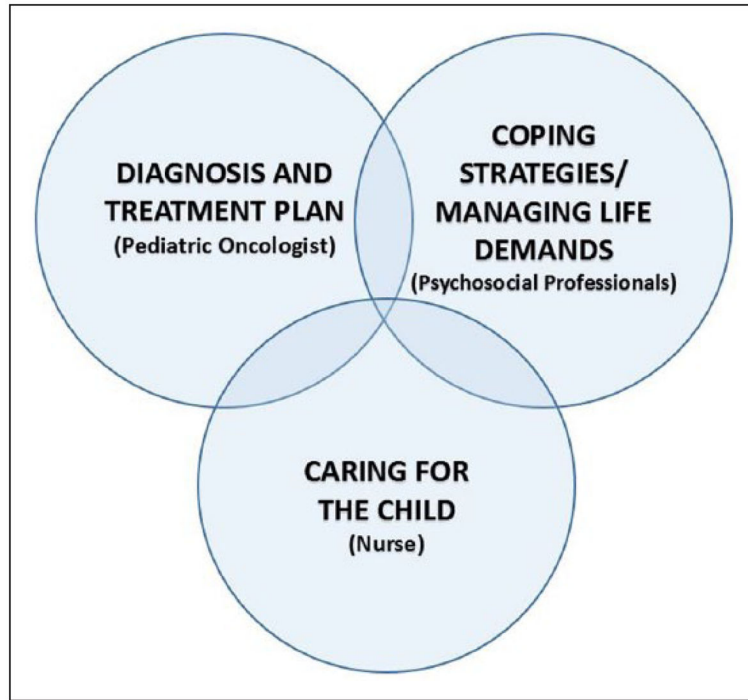 DIAGNOSIS AND
TREATMENT PLAN
(Pediatric Oncologist)
COPING
STRATEGIES/
MANAGING LIFE
DEMANDS
(Psychosocial Professionals)
CARING FOR
THE CHILD
(Nurse)